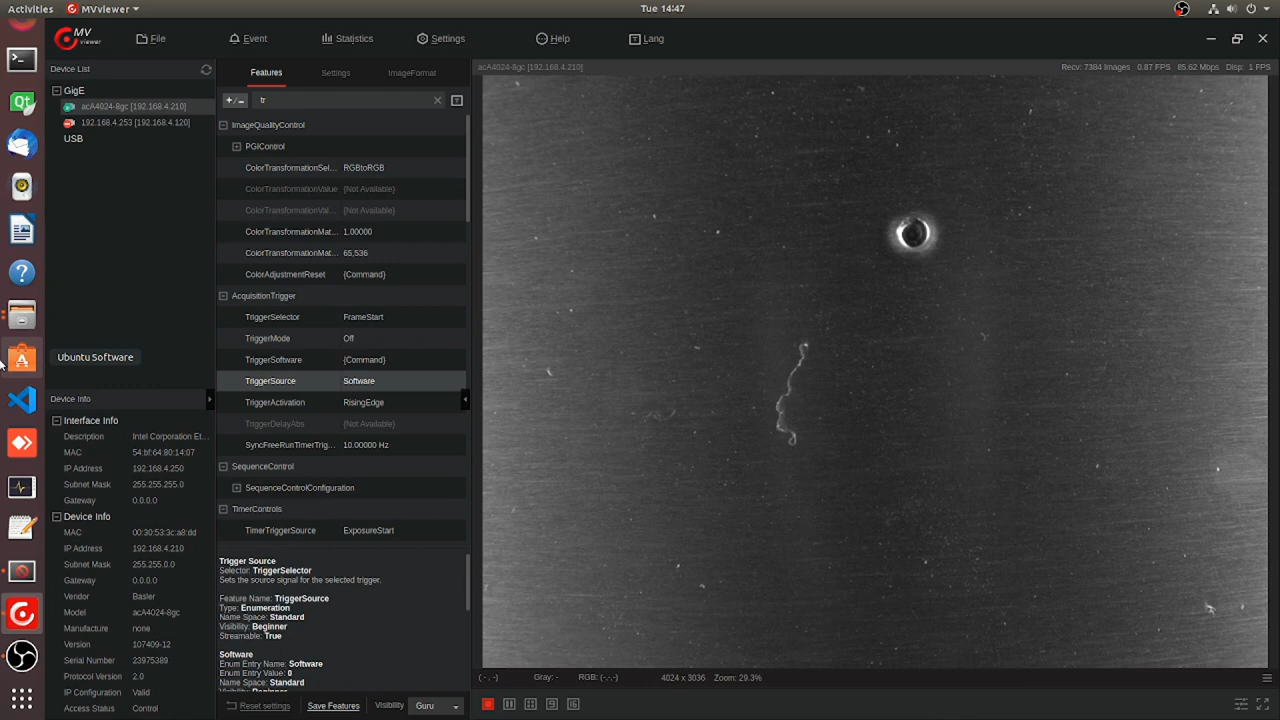 Activities
MVviewer
Tue 14:47
MV
viewer
File
Event
Statistics
Settings
Help
Lang
Device List
GigE
acA4024-8gc [192.168.4.210]
192.168.4.253 [192.168.4.120]
USB
Ubuntu Software
Device Info
Interface Info
Description Intel Corporation Et...
MAC 54:bf:64:80:14:07
IP Address 192.168.4.250
Subnet Mask 255.255.255.0
Gateway 0.0.0.0
Device Info
MAC 00:30:53:3c:a8:dd
IP Address 192.168.4.210
Subnet Mask 255.255.0.0
Gateway 0.0.0.0
Vendor Basler
Model acA4024-8gc
Manufacture none
Version 107409-12
Serial Number 23975389
Protocol Version 2.0
IP Configuration Valid
Access Status Control
Features
Settings
ImageFormat
+/-
tr
ImageQualityControl
PGIControl
ColorTransformationSel... RGBtoRGB
ColorTransformationValue {Not Available}
ColorTransformationVal... {Not Available}
ColorTransformationMat... 1.00000
ColorTransformationMat... 65,536
ColorAdjustmentReset {Command}
AcquisitionTrigger
TriggerSelector FrameStart
TriggerMode Off
TriggerSoftware {Command}
TriggerSource Software
TriggerActivation RisingEdge
TriggerDelayAbs {Not Available}
SyncFreeRunTimerTrig... 10.00000 Hz
SequenceControl
SequenceControlConfiguration
TimerControls
TimerTriggerSource ExposureStart
Trigger Source
Selector: TriggerSelector
Sets the source signal for the selected trigger.
Feature Name: TriggerSource
Type: Enumeration
Name Space: Standard
Visibility: Beginner
Streamable: True
Software
Enum Entry Name: Software
Enum Entry Value: 0
Name Space: Standard
Reset settings
Save Features
Visibility
Guru
acA4024-8gc [192.168.4.210]
Recv: 7384 Images 0.87 FPS 85.62 Mbps Disp: 1 FPS
( - , -) Gray: - RGB: (-,-,-) 4024 x 3036 Zoom: 29.3%